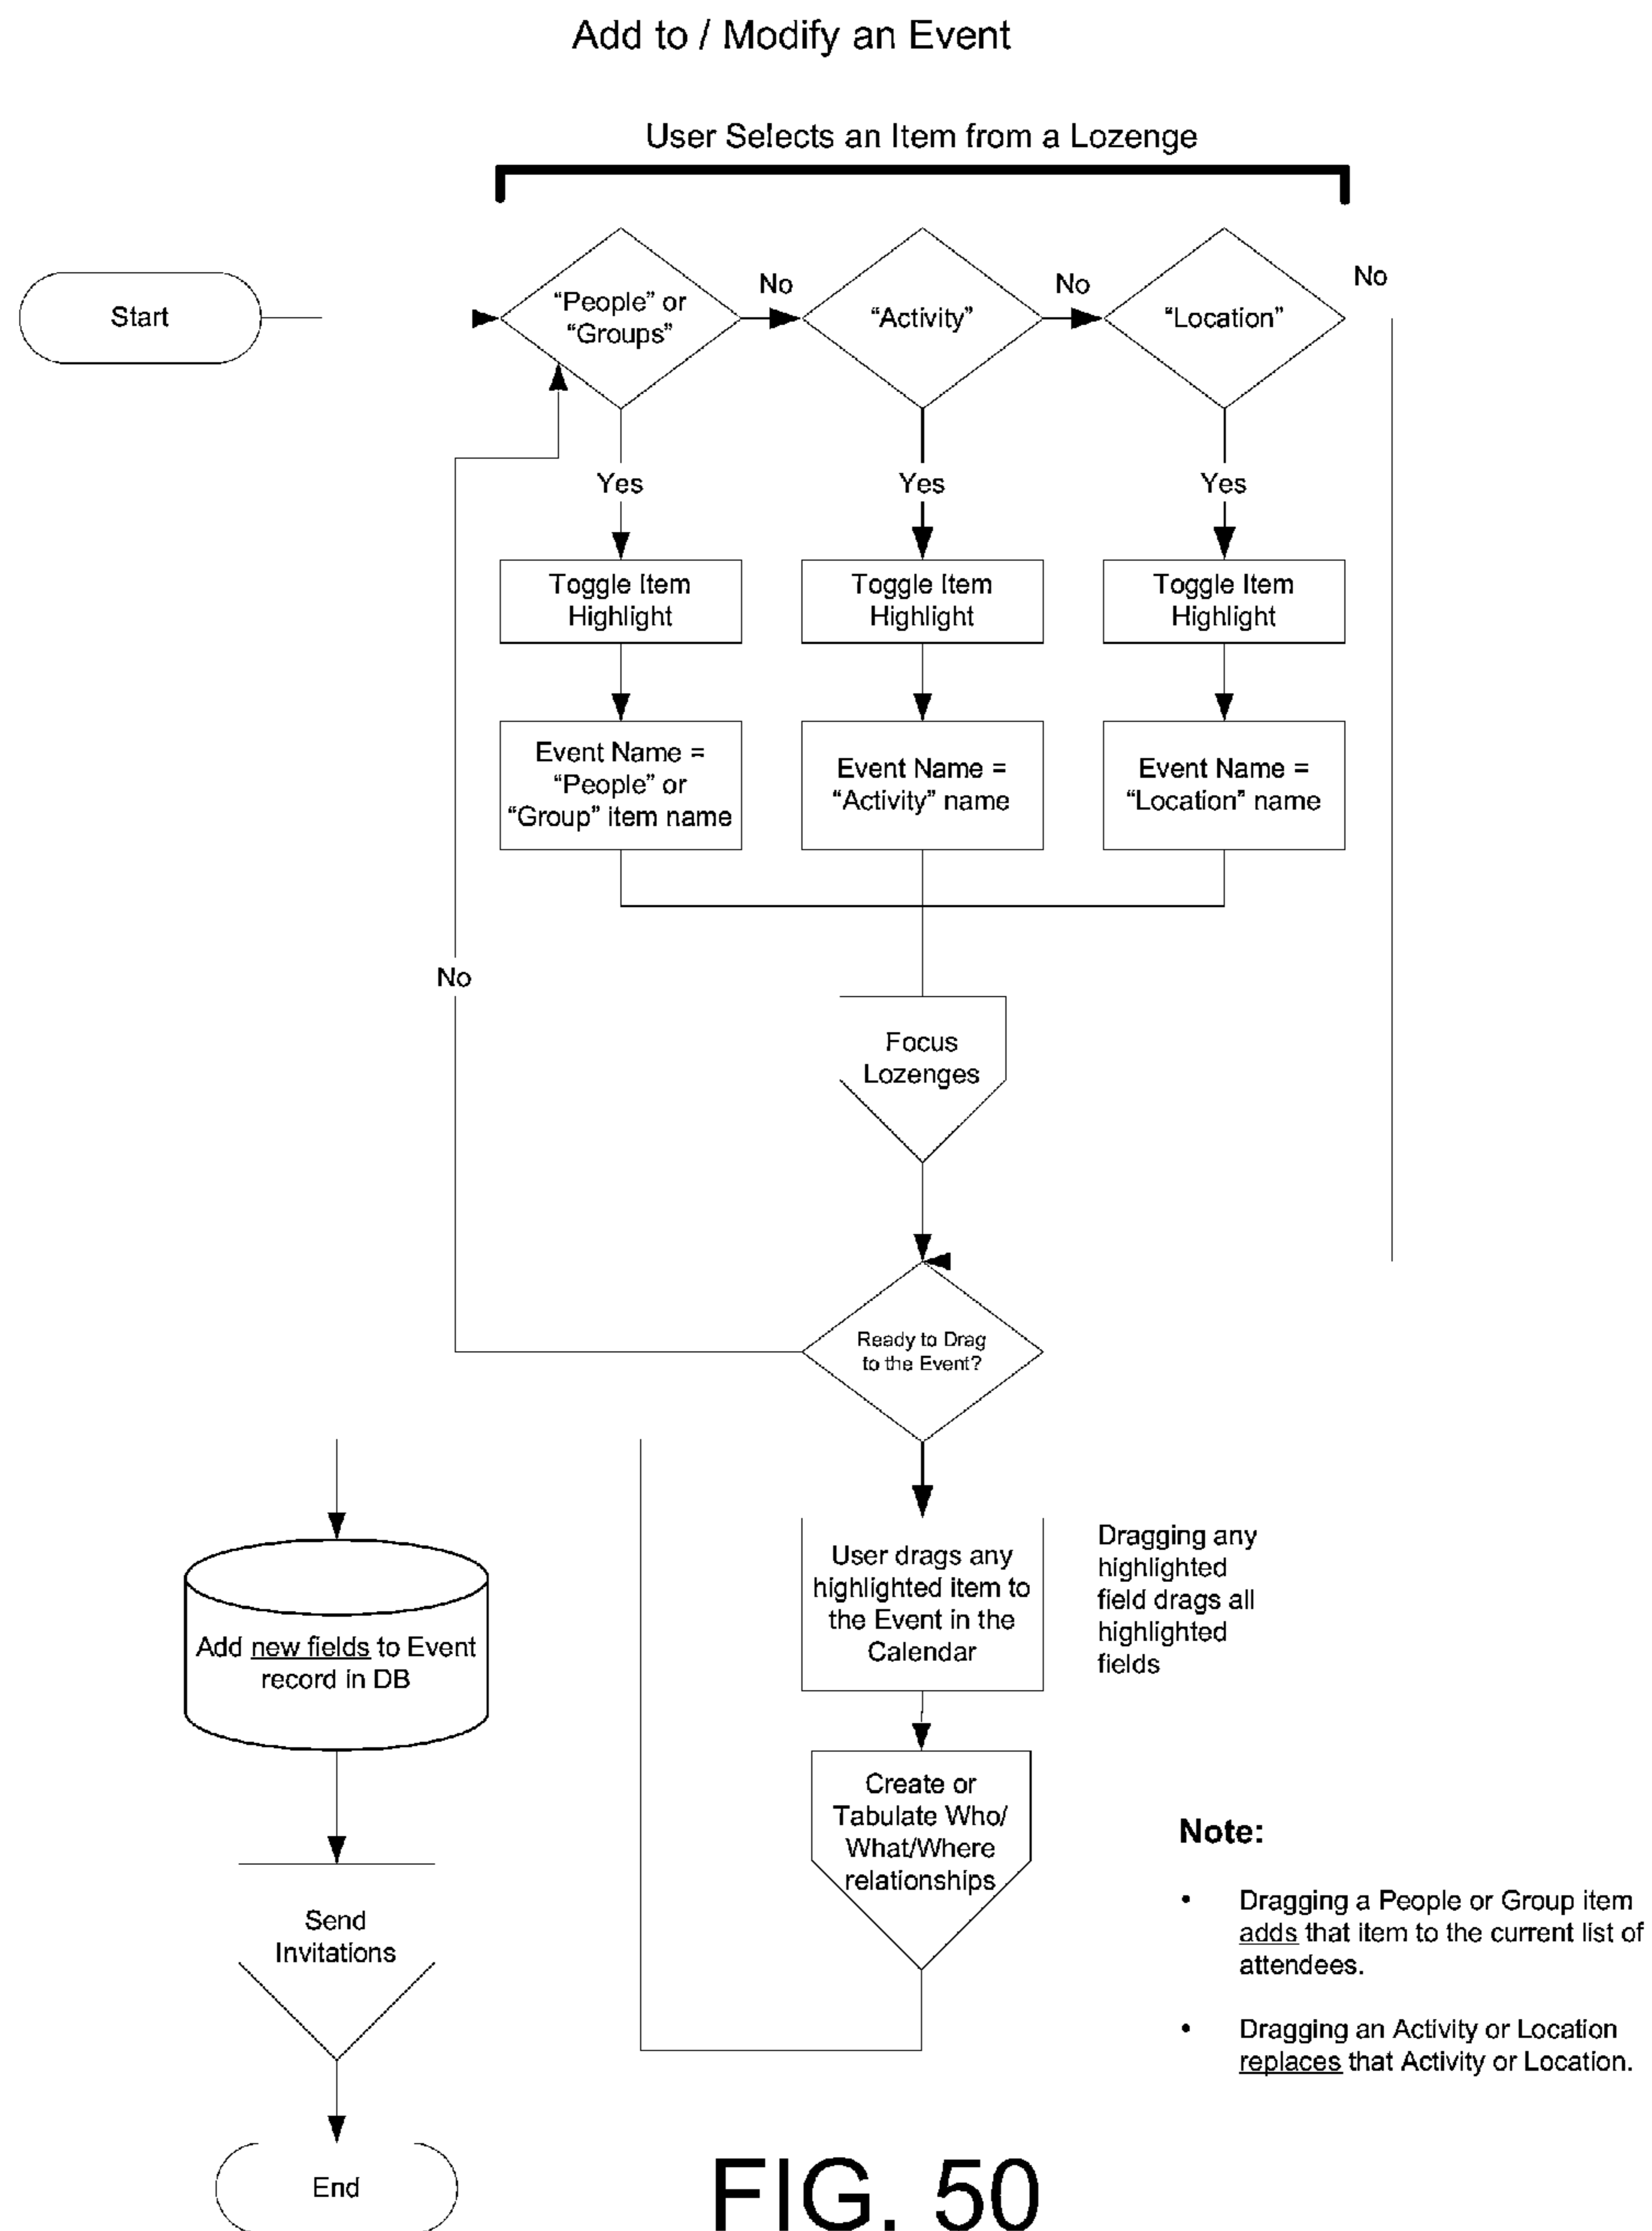 Add to / Modify an Event
User Selects an Item from a Lozenge
Start
“People” or
“Groups”
No
“Activity”
No
“Location”
No
Yes
Yes
Yes
Toggle Item
Highlight
Toggle Item
Highlight
Toggle Item
Highlight
Event Name =
“People” or
“Group” item name
Event Name =
“Activity” name
Event Name =
“Location” name
No
Focus
Lozenges
Ready to Drag
to the Event?
User drags any
highlighted item to
the Event in the
Calendar
Dragging any
highlighted
field drags all
highlighted
fields
Add new fields to Event
record in DB
Create or
Tabulate Who/
What/Where
relationships
Send
Invitations
End
Note:
• Dragging a People or Group item
adds that item to the current list of
attendees.
• Dragging an Activity or Location
replaces that Activity or Location.
FIG. 50